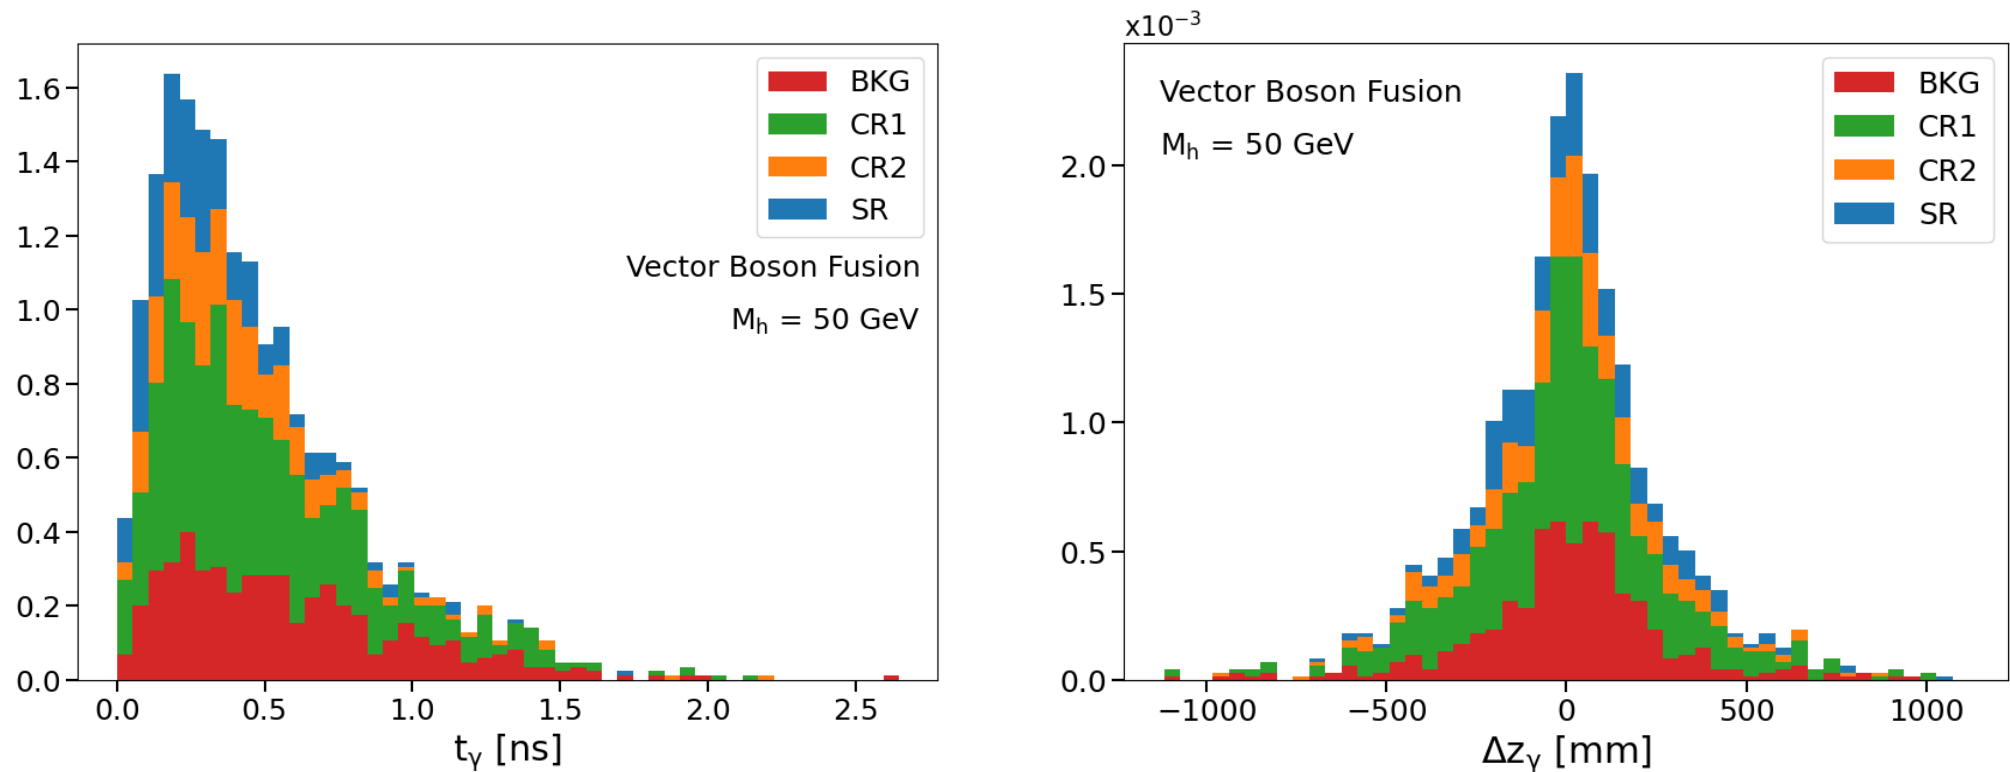 1.6
1.4
1.2
1.0
0.8
0.6
0.4
0.2
0.0
0.0 0.5 1.0 1.5 2.0 2.5
tγ [ns]
BKG
CR1
CR2
SR
Vector Boson Fusion
Mh = 50 GeV
x10−3
2.0
1.5
1.0
0.5
0.0
−1000 −500 0 500 1000
Δzγ [mm]
Vector Boson Fusion
Mh = 50 GeV
BKG
CR1
CR2
SR